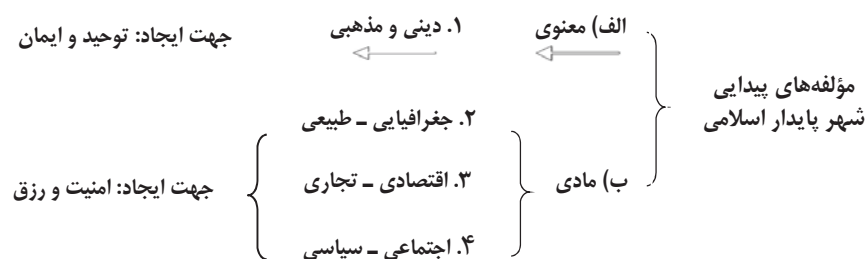 الف) معنوی
۱. دینی و مذهبی
جهت ایجاد: توحید و ایمان
مؤلفه‌های پیدایی
شهر پایدار اسلامی
۲. جغرافیایی ـ طبیعی
ب) مادی
۳. اقتصادی ـ تجاری
جهت ایجاد: امنیت و رزق
۴. اجتماعی ـ سیاسی